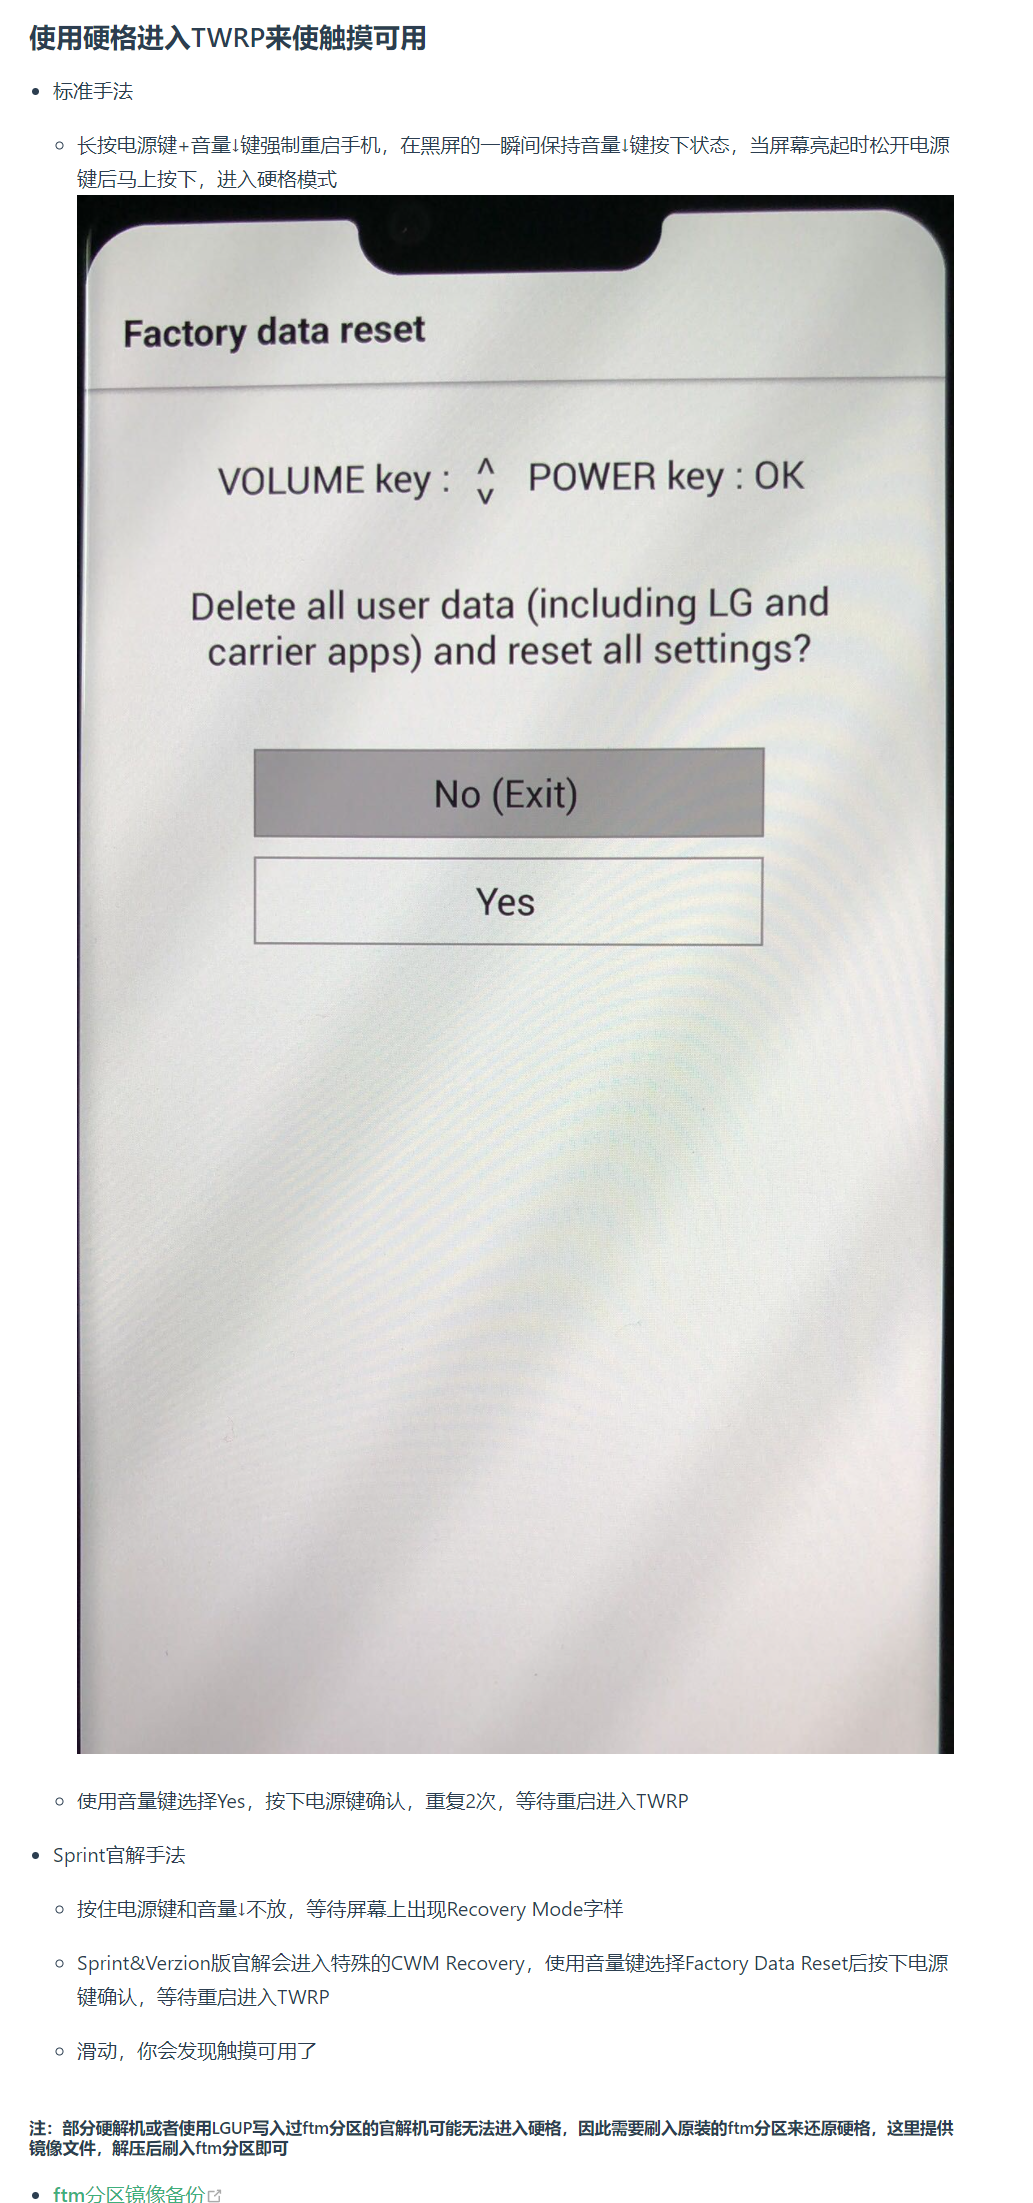 使用硬格进入TWRP来使触摸可用
标准手法
长按电源键+音量↓键强制重启手机，在黑屏的一瞬间保持音量↓键按下状态，当屏幕亮起时松开电源
键后马上按下，进入硬格模式
Factory data reset
VOLUME key : ˄˅ POWER key : OK
Delete all user data (including LG and
carrier apps) and reset all settings?
No (Exit)
Yes
使用音量键选择Yes，按下电源键确认，重复2次，等待重启进入TWRP
Sprint官解手法
按住电源键和音量↓不放，等待屏幕上出现Recovery Mode字样
Sprint&Verzion版官解会进入特殊的CWM Recovery，使用音量键选择Factory Data Reset后按下电源
键确认，等待重启进入TWRP
滑动，你会发现触摸可用了
注：部分硬解机或者使用LGUP写入过ftm分区的官解机可能无法进入硬格，因此需要刷入原装的ftm分区来还原硬格，这里提供
镜像文件，解压后刷入ftm分区即可
ftm分区镜像备份